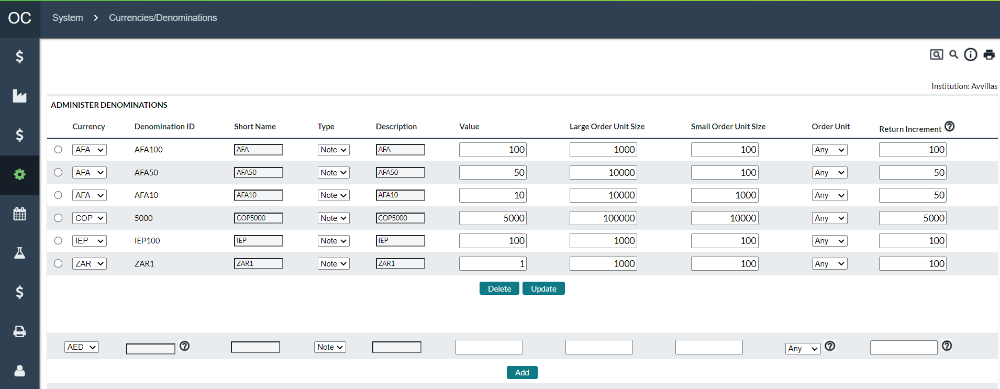 OC System Currencies/Denominations
Institution: Avvillas
ADMINISTER DENOMINATIONS
Currency Denomination ID Short Name Type Description Value Large Order Unit Size Small Order Unit Size Order Unit Return Increment
AFA AFA100 AFA Note AFA 100 1000 100 Any 100
AFA AFA50 AFA50 Note AFA50 50 10000 100 Any 50
AFA AFA10 AFA10 Note AFA10 10 10000 1000 Any 50
COP 5000 COP5000 Note COP5000 5000 100000 10000 Any 5000
IEP IEP100 IEP Note IEP 100 1000 100 Any 100
ZAR ZAR1 ZAR1 Note ZAR1 1 1000 100 Any 100
Delete Update
AED Note Any
Add